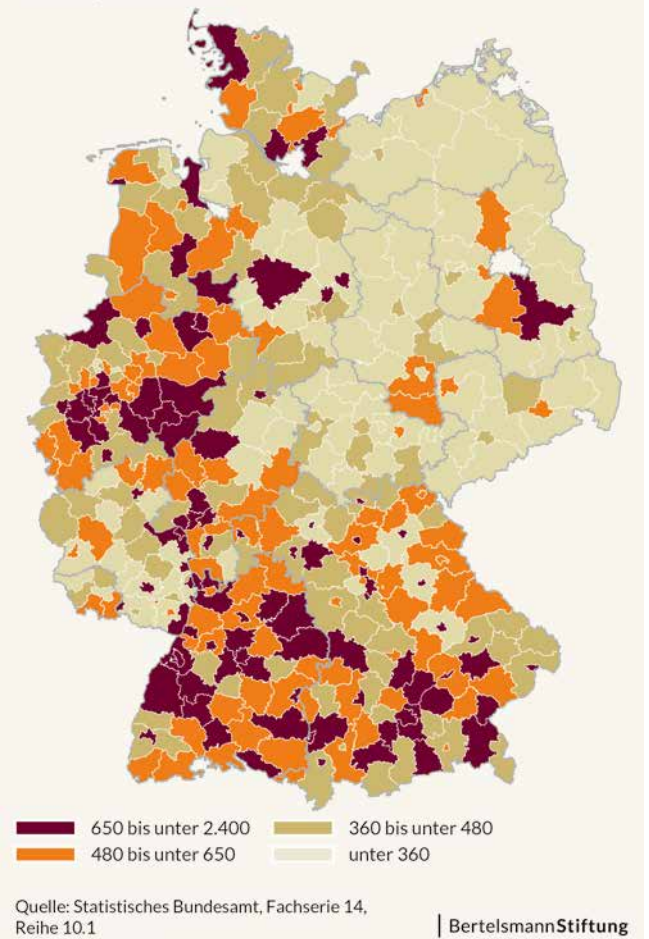 650 bis unter 2.400
360 bis unter 480
480 bis unter 650
unter 360
Quelle: Statistisches Bundesamt, Fachserie 14,
Reihe 10.1
BertelsmannStiftung